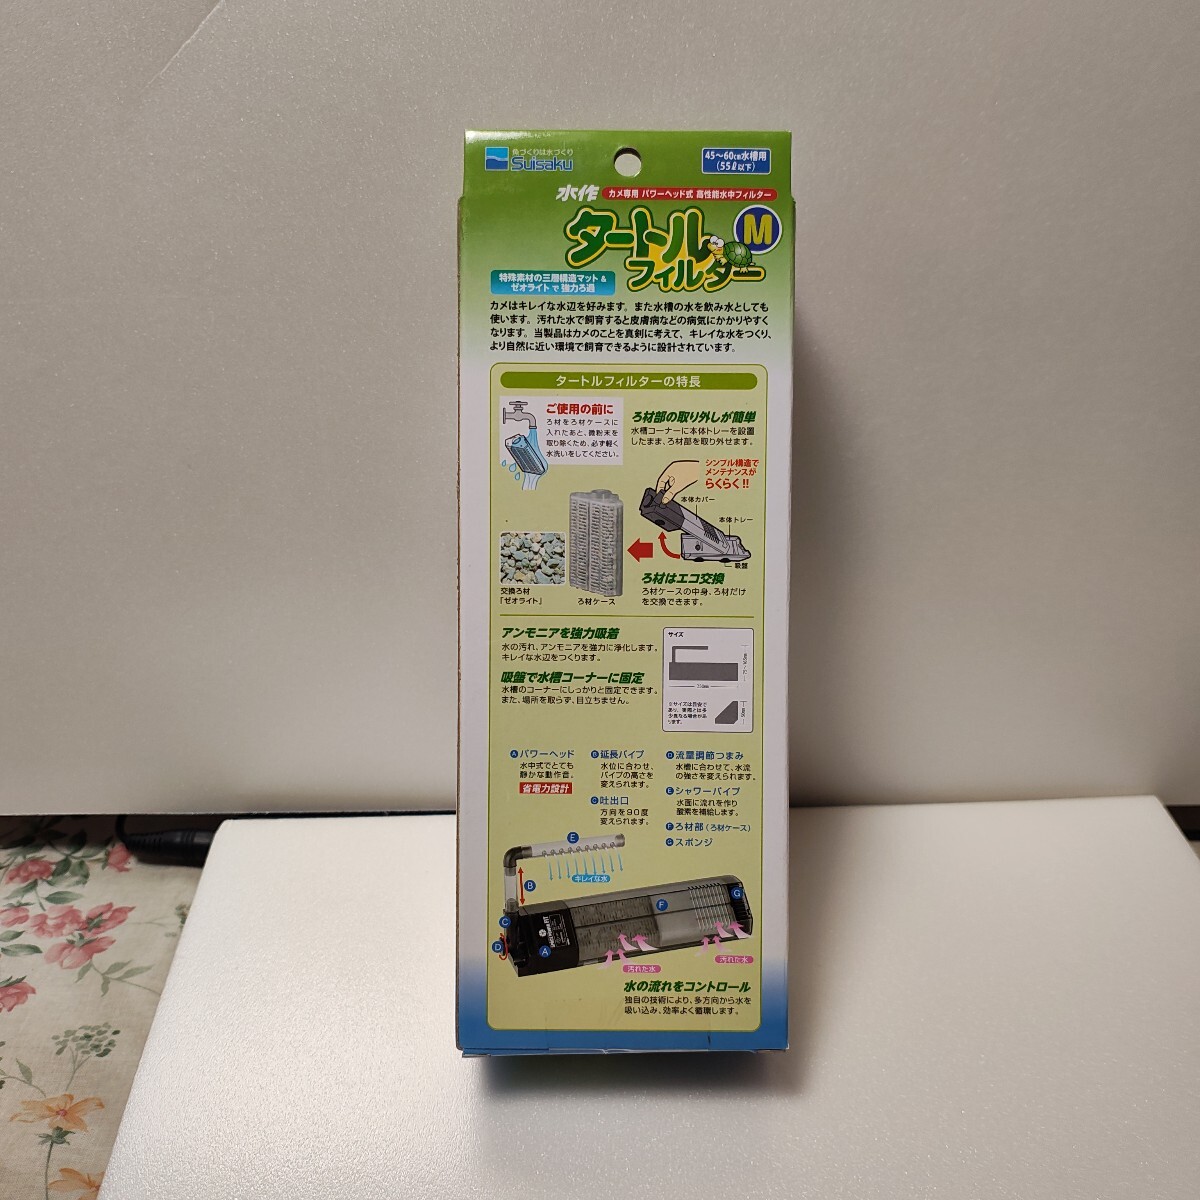 魚づくりは水づくり
Suisaku
45〜60cm水槽用
(55ℓ以下)
水作
カメ専用 パワーヘッド式 高性能水中フィルター
タートル
フィルター
M
特殊素材の三層構造マット &
ゼオライトで強力ろ過
カメはキレイな水辺を好みます。また水槽の水を飲み水としても
使います。汚れた水で飼育すると皮膚病などの病気にかかりやすく
なります。当製品はカメのことを真剣に考えて、キレイな水をつくり、
より自然に近い環境で飼育できるように設計されています。
タートルフィルターの特長
ご使用の前に
ろ材をろ材ケースに
入れたあと、微粉末を
取り除くため、必ず軽く
水洗いをしてください。
ろ材部の取り外しが簡単
水槽コーナーに本体トレーを設置
したまま、ろ材部を取り外せます。
シンプル構造で
メンテナンスが
らくらく!!
本体カバー
本体トレー
吸盤
交換ろ材
「ゼオライト」
ろ材ケース
ろ材はエコ交換
ろ材ケースの中身、ろ材だけ
を交換できます。
アンモニアを強力吸着
水の汚れ、アンモニアを強力に浄化します。
キレイな水辺をつくります。
吸盤で水槽コーナーに固定
水槽のコーナーにしっかりと固定できます。
また、場所を取らず、目立ちません。
サイズ
※サイズは目安で
あり、実際とは多
少異なる場合があ
ります。
A パワーヘッド
水中式でとても
静かな動作音。
省電力設計
B 延長パイプ
水位に合わせ、
パイプの高さを
変えられます。
C 吐出口
方向を90度
変えられます。
D 流量調節つまみ
水槽に合わせて、水流
の強さを変えられます。
E シャワーパイプ
水面に流れを作り
酸素を補給します。
F ろ材部(ろ材ケース)
G スポンジ
E
キレイな水
B
C
D
A
F
G
汚れた水
汚れた水
水の流れをコントロール
独自の技術により、多方向から水を
吸い込み、効率よく循環します。